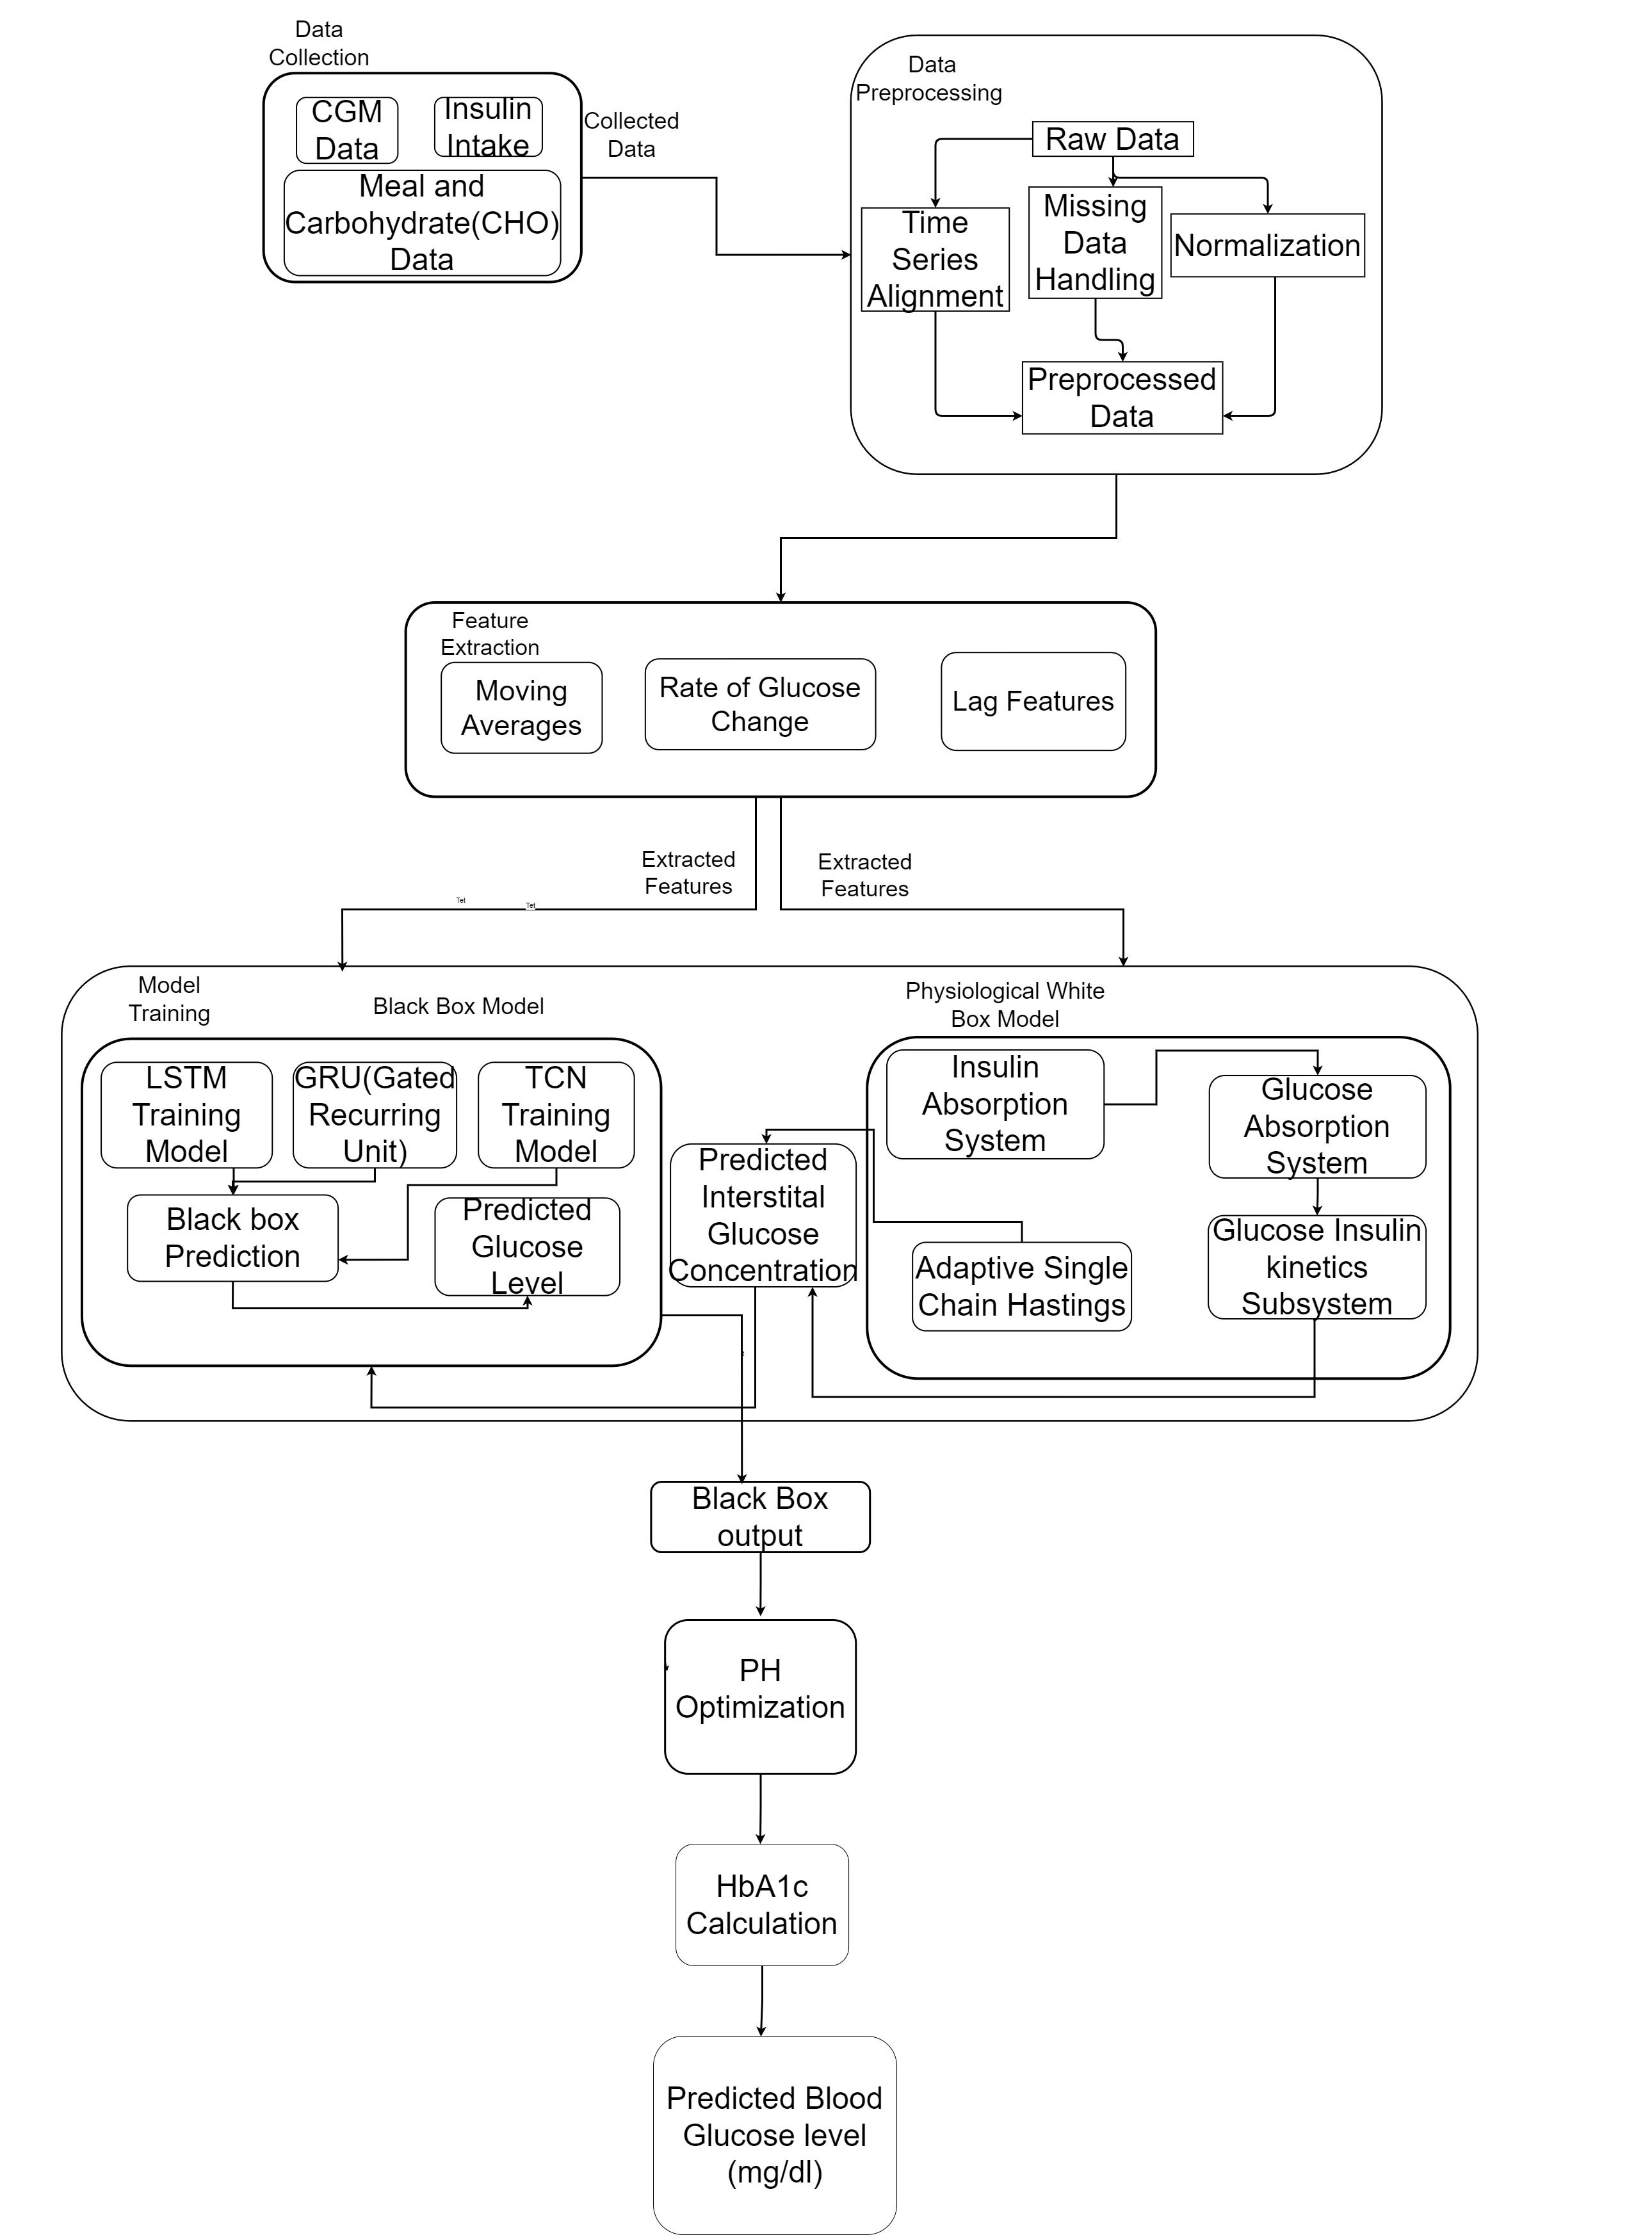 Data
Collection
CGM
Data
Insulin
Intake
Meal and
Carbohydrate(CHO)
Data
Collected
Data
Data
Preprocessing
Raw Data
Time
Series
Alignment
Missing
Data
Handling
Normalization
Preprocessed
Data
Feature
Extraction
Moving
Averages
Rate of Glucose
Change
Lag Features
Extracted
Features
Extracted
Features
Tet
Tet
Model
Training
Black Box Model
Physiological White
Box Model
LSTM
Training
Model
GRU(Gated
Recurring
Unit)
TCN
Training
Model
Black box
Prediction
Predicted
Glucose
Level
Predicted
Interstital
Glucose
Concentration
Insulin
Absorption
System
Glucose
Absorption
System
Adaptive Single
Chain Hastings
Glucose Insulin
kinetics
Subsystem
Black Box
output
PH
Optimization
HbA1c
Calculation
Predicted Blood
Glucose level
(mg/dl)